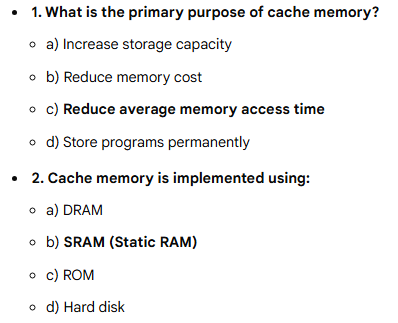 • 1. What is the primary purpose of cache memory?
o a) Increase storage capacity
o b) Reduce memory cost
o c) Reduce average memory access time
o d) Store programs permanently
• 2. Cache memory is implemented using:
o a) DRAM
o b) SRAM (Static RAM)
o c) ROM
o d) Hard disk